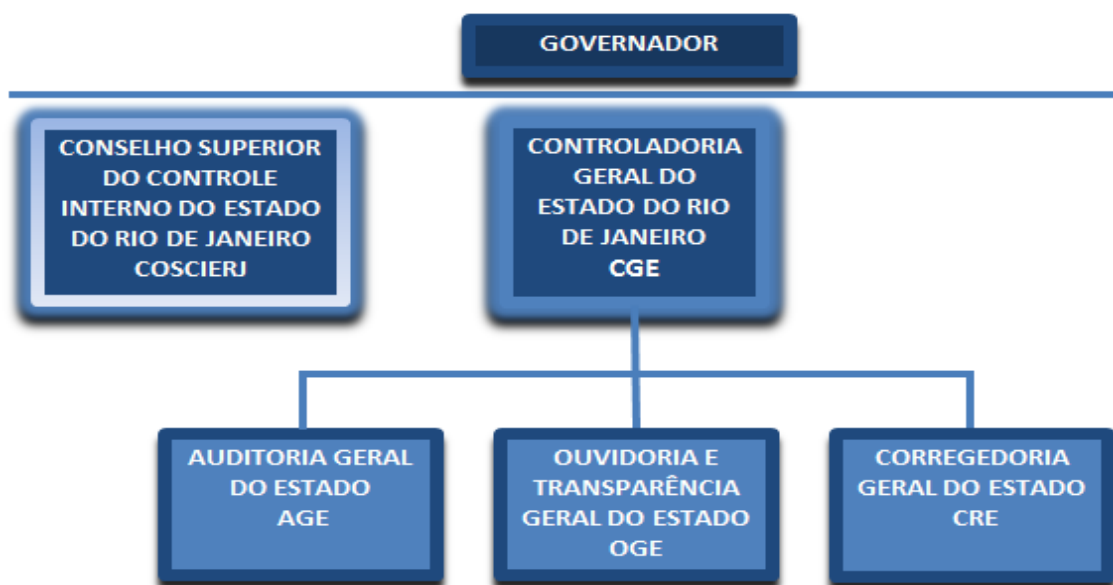 GOVERNADOR
CONSELHO SUPERIOR
DO CONTROLE
INTERNO DO ESTADO
DO RIO DE JANEIRO
COSCIERJ
CONTROLADORIA
GERAL DO
ESTADO DO RIO
DE JANEIRO
CGE
AUDITORIA GERAL
DO ESTADO
AGE
OUVIDORIA E
TRANSPARÊNCIA
GERAL DO ESTADO
OGE
CORREGEDORIA
GERAL DO ESTADO
CRE